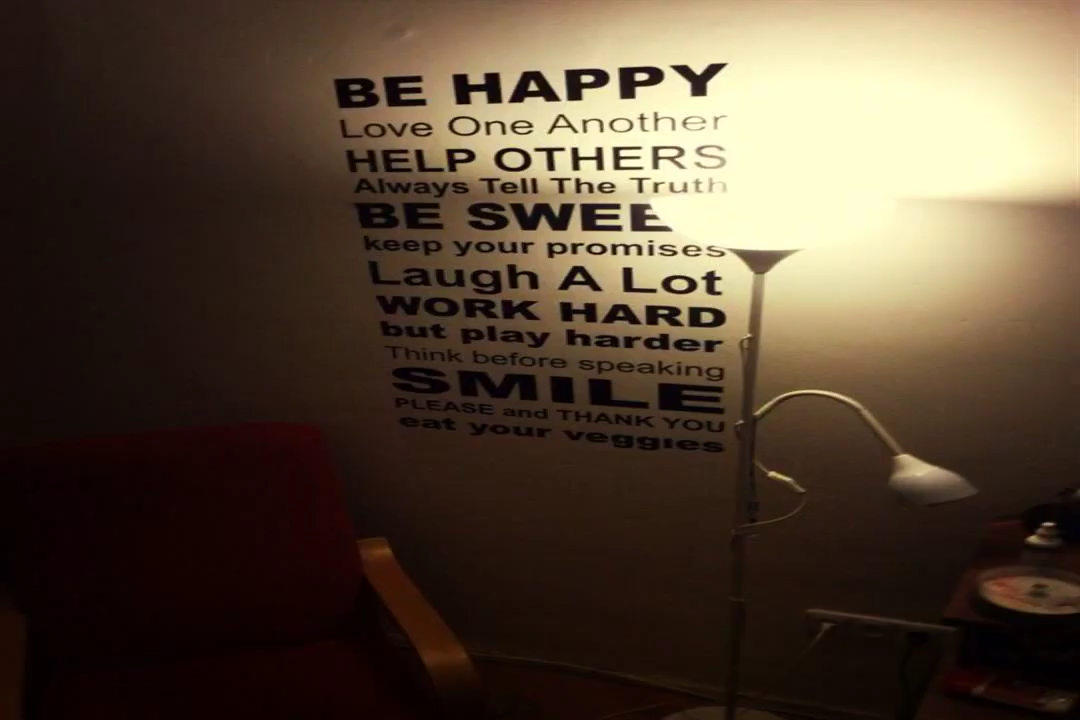 BE HAPPY
Love One Another
HELP OTHERS
Always Tell The Truth
BE SWEE
keep your promises
Laugh A Lot
WORK HARD
but play harder
Think before speaking
SMILE
PLEASE and THANK YOU
eat your veggies